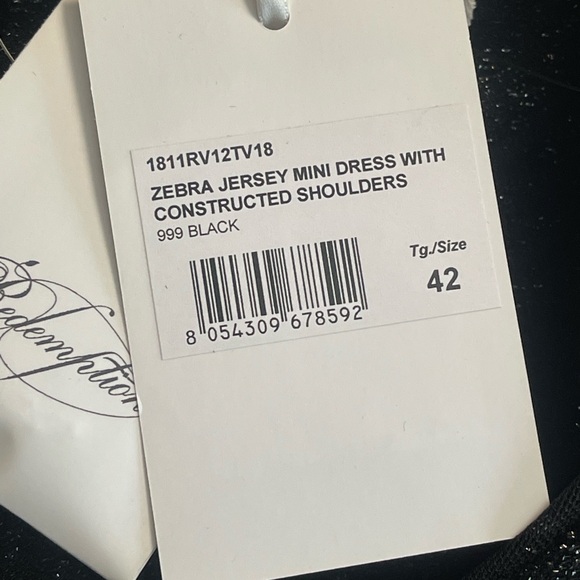 1811RV12TV18
ZEBRA JERSEY MINI DRESS WITH
CONSTRUCTED SHOULDERS
999 BLACK
Tg./Size
42
8 054309 678592
Redemption